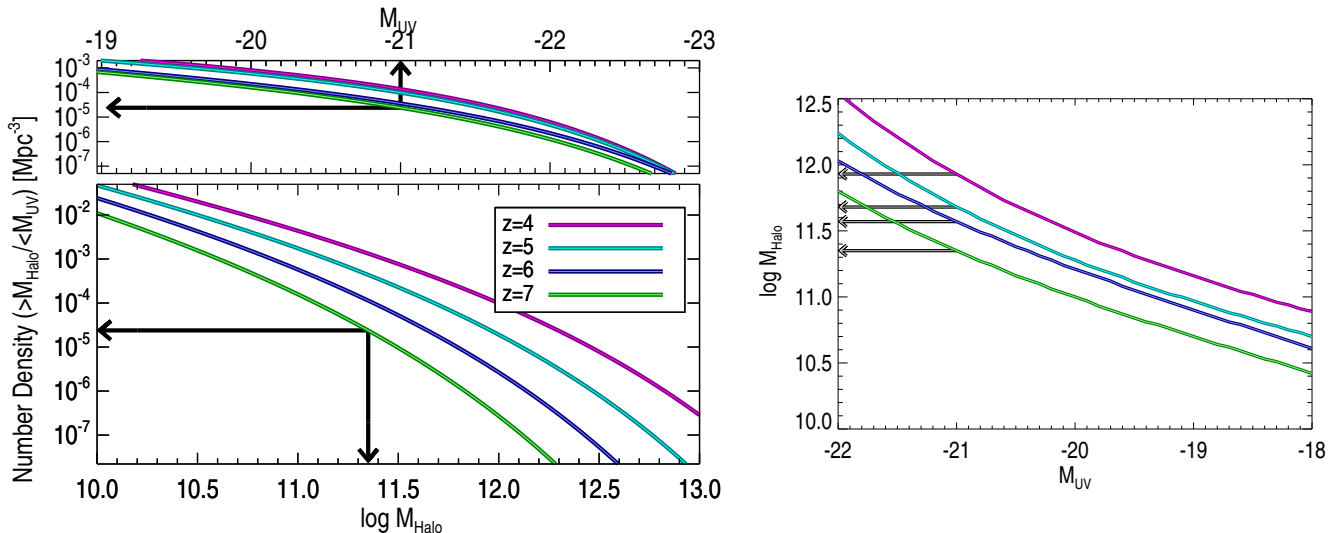 M_UV
-19 -20 -21 -22 -23
10^-3
10^-4
10^-5
10^-6
10^-7
Number Density (>M_Halo/<M_UV) [Mpc^-3]
10^-2
10^-3
10^-4
10^-5
10^-6
10^-7
z=4
z=5
z=6
z=7
10.0 10.5 11.0 11.5 12.0 12.5 13.0
log M_Halo
12.5
12.0
11.5
11.0
10.5
10.0
log M_Halo
-22 -21 -20 -19 -18
M_UV